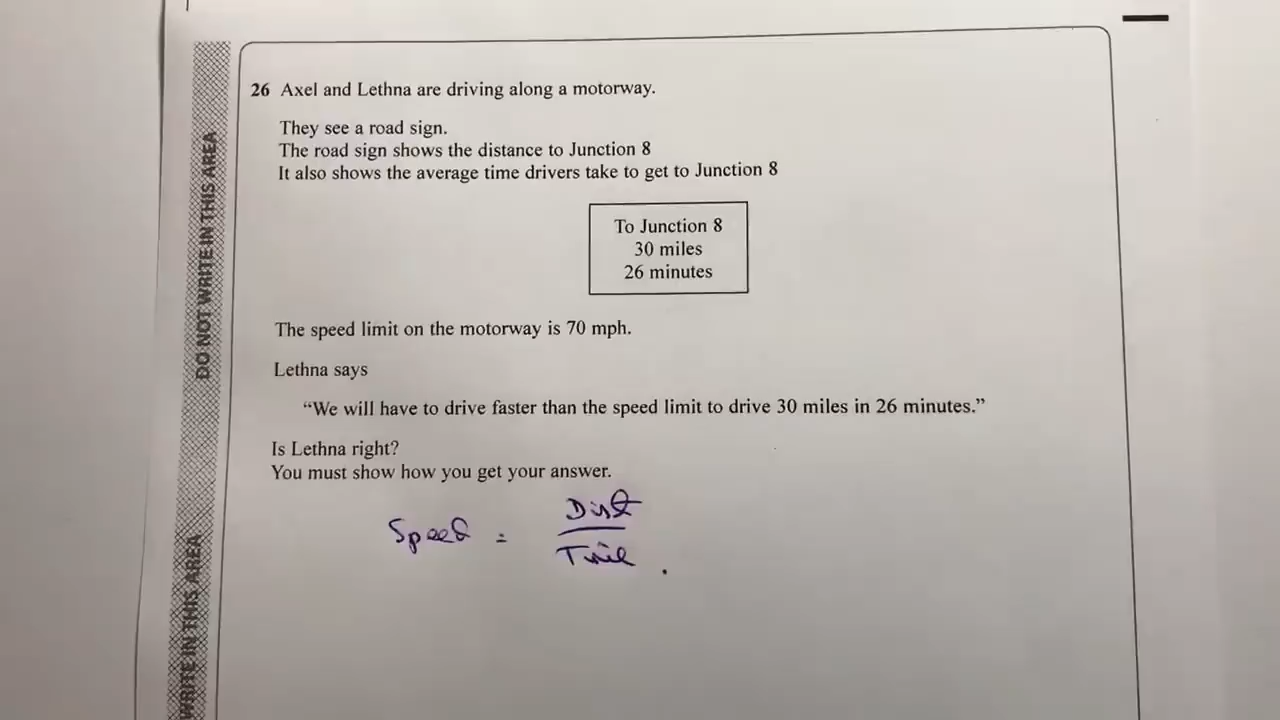 26 Axel and Lethna are driving along a motorway.
They see a road sign.
The road sign shows the distance to Junction 8
It also shows the average time drivers take to get to Junction 8
To Junction 8
30 miles
26 minutes
The speed limit on the motorway is 70 mph.
Lethna says
“We will have to drive faster than the speed limit to drive 30 miles in 26 minutes.”
Is Lethna right?
You must show how you get your answer.
Speed = Dist
Time
DO NOT WRITE IN THIS AREA
WRITE IN THIS AREA